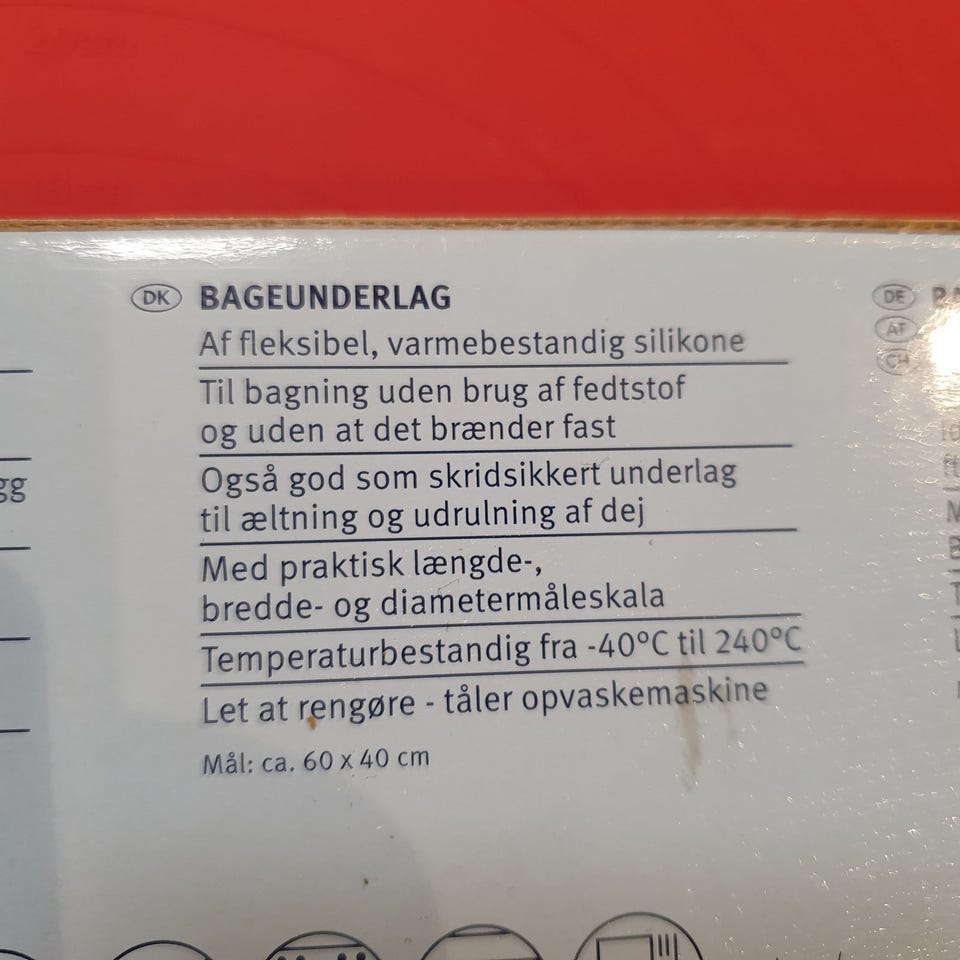 DK BAGEUNDERLAG
Af fleksibel, varmebestandig silikone
Til bagning uden brug af fedtstof
og uden at det brænder fast
Også god som skridsikkert underlag
til æltning og udrulning af dej
Med praktisk længde-,
bredde- og diametermåleskala
Temperaturbestandig fra -40°C til 240°C
Let at rengøre - tåler opvaskemaskine
Mål: ca. 60 x 40 cm
DE
AT
CH